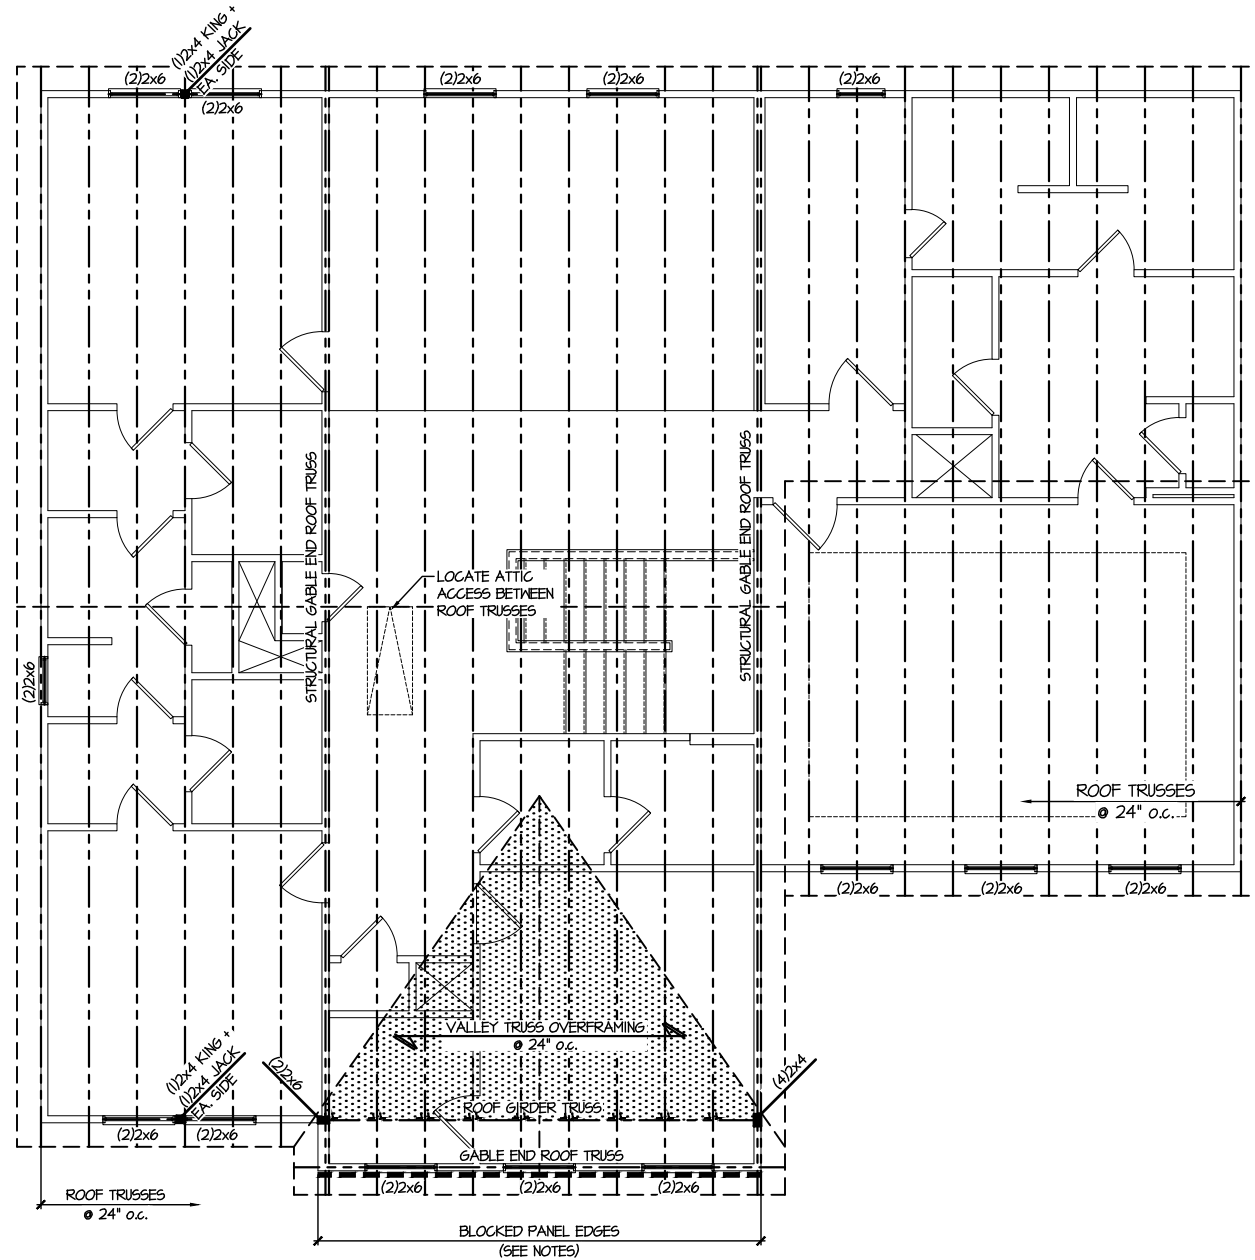 (1)2x4 KING +
(1)2x4 JACK
EA. SIDE
(2)2x6
(2)2x6
(2)2x6
(2)2x6
(2)2x6
STRUCTURAL GABLE END ROOF TRUSS
STRUCTURAL GABLE END ROOF TRUSS
LOCATE ATTIC
ACCESS BETWEEN
ROOF TRUSSES
(2)2x6
ROOF TRUSSES
@ 24" o.c.
(2)2x6
(2)2x6
(2)2x6
VALLEY TRUSS OVERFRAMING
@ 24" o.c.
(1)2x4 KING +
(1)2x4 JACK
EA. SIDE
(2)2x6
(4)2x4
ROOF GIRDER TRUSS
(2)2x6
(2)2x6
GABLE END ROOF TRUSS
(2)2x6
(2)2x6
(2)2x6
ROOF TRUSSES
@ 24" o.c.
BLOCKED PANEL EDGES
(SEE NOTES)